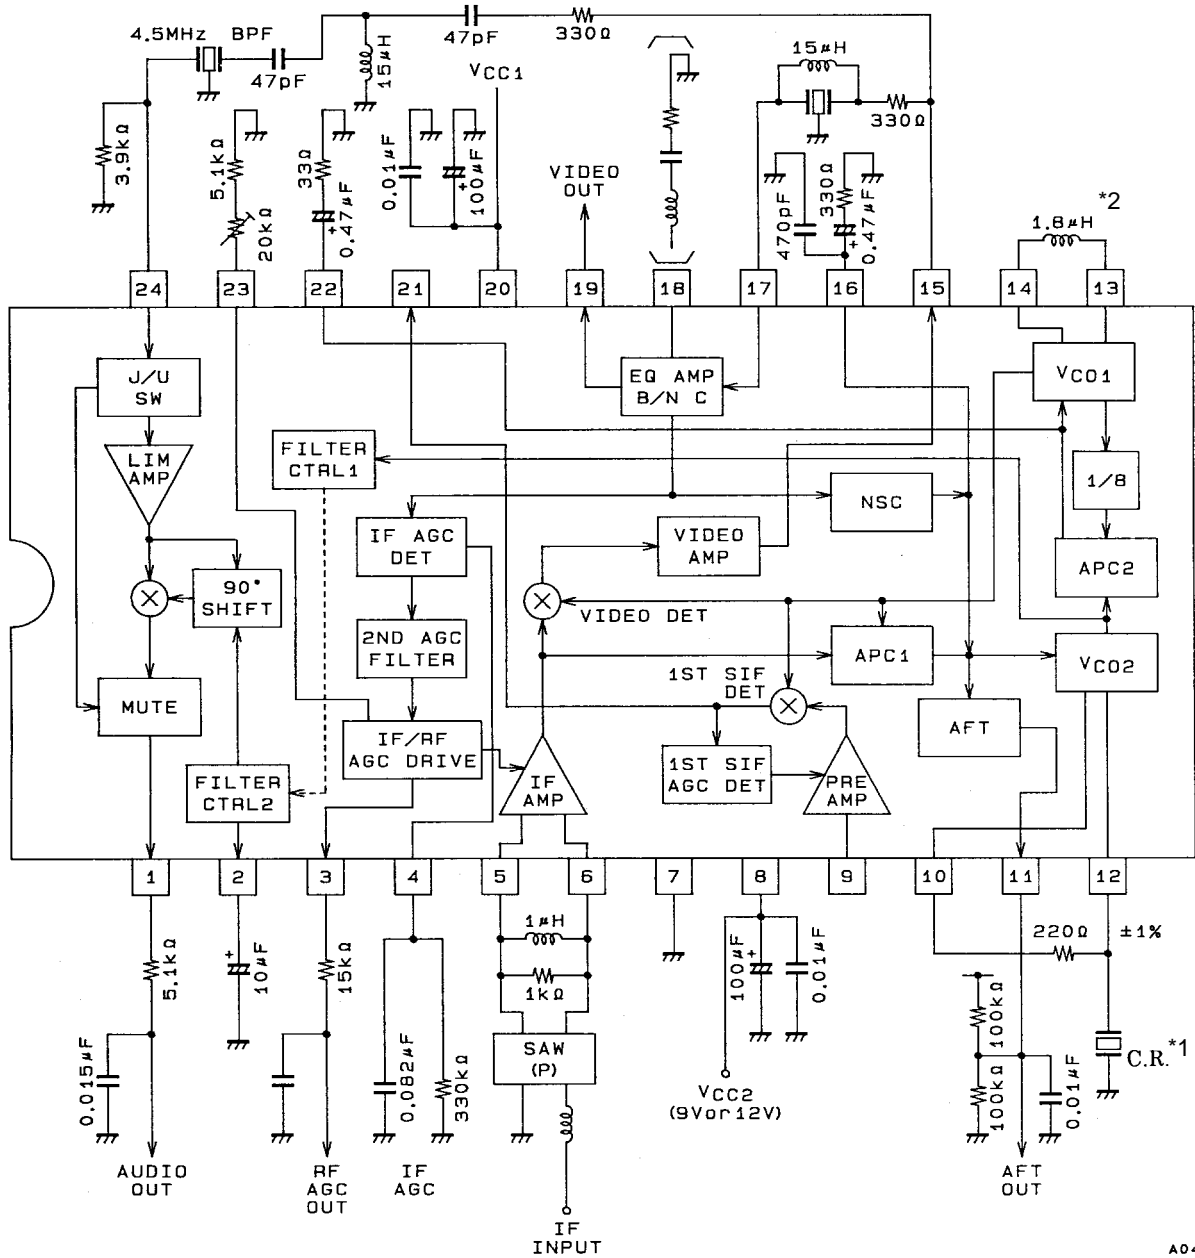 4.5MHz BPF
47pF
15μH
47pF
330Ω
VCC1
15μH
330Ω
3.9kΩ
5.1kΩ
20kΩ
33Ω
0.47μF
0.01μF
100μF
VIDEO
OUT
470pF
330Ω
0.47μF
1.8μH
*2
24
23
22
21
20
19
18
17
16
15
14
13
J/U
SW
EQ AMP
B/N C
VCO1
LIM
AMP
FILTER
CTRL1
1/8
NSC
IF AGC
DET
VIDEO
AMP
APC2
90°
SHIFT
VIDEO DET
2ND AGC
FILTER
APC1
VCO2
1ST SIF
DET
MUTE
AFT
IF/RF
AGC DRIVE
IF
AMP
1ST SIF
AGC DET
PRE
AMP
FILTER
CTRL2
1
2
3
4
5
6
7
8
9
10
11
12
5.1kΩ
10μF
15kΩ
1μH
1kΩ
100μF
0.01μF
220Ω
±1%
100kΩ
SAW
(P)
0.015μF
0.082μF
330kΩ
VCC2
(9Vor12V)
100kΩ
0.01μF
C.R.*1
AUDIO
OUT
RF
AGC
OUT
IF
AGC
IF
INPUT
AFT
OUT